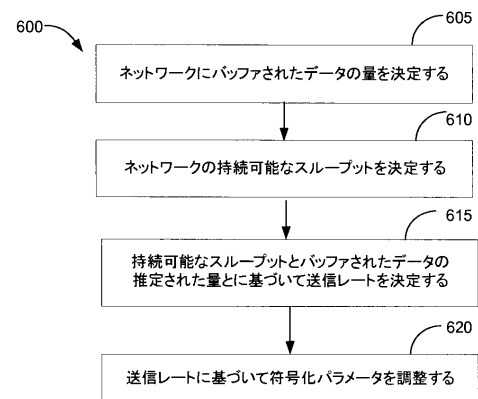 600
605
ネットワークにバッファされたデータの量を決定する
610
ネットワークの持続可能なスループットを決定する
615
持続可能なスループットとバッファされたデータの
推定された量とに基づいて送信レートを決定する
620
送信レートに基づいて符号化パラメータを調整する